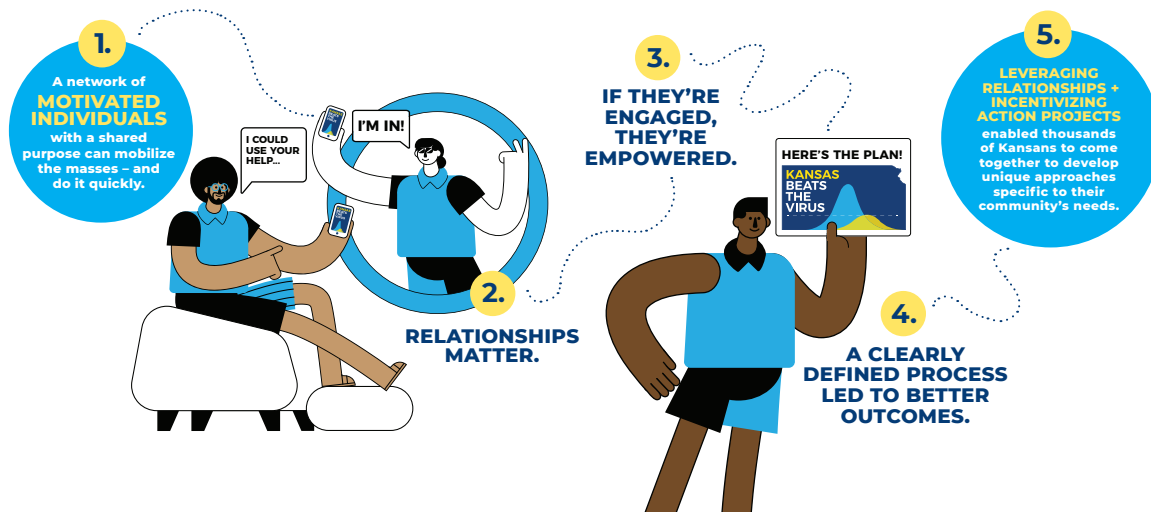 1.
A network of
MOTIVATED
INDIVIDUALS
with a shared
purpose can mobilize
the masses – and
do it quickly.
I COULD
USE YOUR
HELP...
I'M IN!
2.
RELATIONSHIPS
MATTER.
3.
IF THEY'RE
ENGAGED,
THEY'RE
EMPOWERED.
HERE'S THE PLAN!
KANSAS
BEATS
THE
VIRUS
4.
A CLEARLY
DEFINED PROCESS
LED TO BETTER
OUTCOMES.
5.
LEVERAGING
RELATIONSHIPS +
INCENTIVIZING
ACTION PROJECTS
enabled thousands
of Kansans to come
together to develop
unique approaches
specific to their
community's needs.